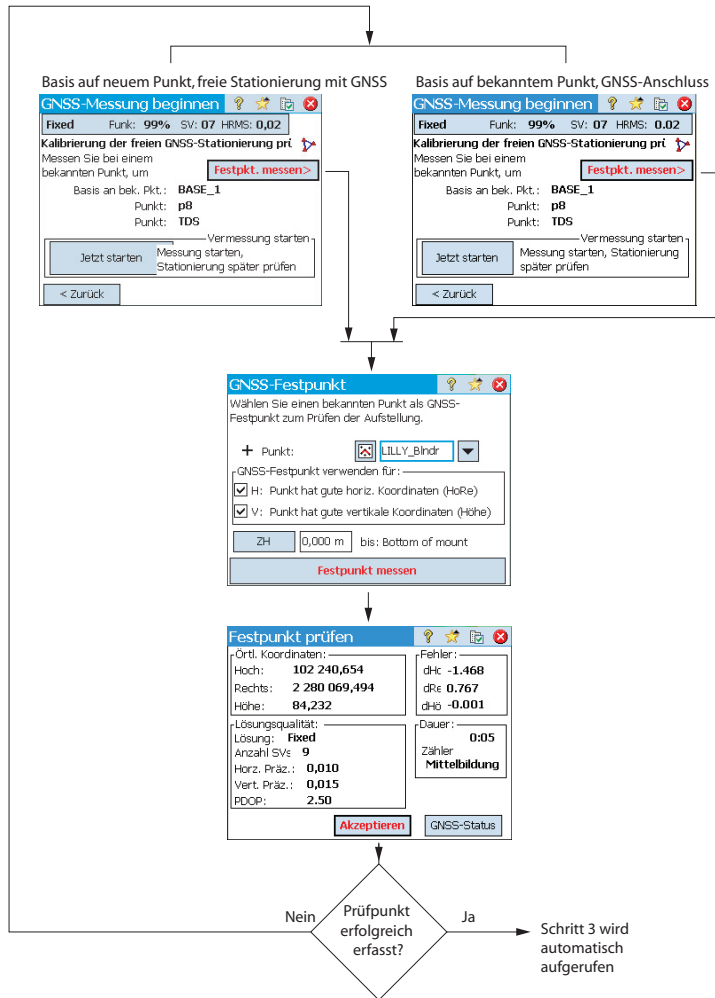 Basis auf neuem Punkt, freie Stationierung mit GNSS
GNSS-Messung beginnen
Fixed Funk: 99% SV: 07 HRMS: 0,02
Kalibrierung der freien GNSS-Stationierung prü
Messen Sie bei einem
bekannten Punkt, um
Festpkt. messen>
Basis an bek. Pkt.: BASE_1
Punkt: p8
Punkt: TDS
Vermessung starten
Jetzt starten
Messung starten,
Stationierung später prüfen
< Zurück
Basis auf bekanntem Punkt, GNSS-Anschluss
GNSS-Messung beginnen
Fixed Funk: 99% SV: 07 HRMS: 0.02
Kalibrierung der freien GNSS-Stationierung prü
Messen Sie bei einem
bekannten Punkt, um
Festpkt. messen>
Basis an bek. Pkt.: BASE_1
Punkt: p8
Punkt: TDS
Vermessung starten
Jetzt starten
Messung starten, Stationierung
später prüfen
< Zurück
GNSS-Festpunkt
Wählen Sie einen bekannten Punkt als GNSS-
Festpunkt zum Prüfen der Aufstellung.
+ Punkt: LILLY_Blndr
GNSS-Festpunkt verwenden für:
H: Punkt hat gute horiz. Koordinaten (HoRe)
V: Punkt hat gute vertikale Koordinaten (Höhe)
ZH 0,000 m bis: Bottom of mount
Festpunkt messen
Festpunkt prüfen
Örtl. Koordinaten:
Hoch: 102 240,654
Rechts: 2 280 069,494
Höhe: 84,232
Fehler:
dHc -1.468
dRe 0.767
dHö -0.001
Lösungsqualität:
Lösung: Fixed
Anzahl SVs 9
Horz. Präz.: 0,010
Vert. Präz.: 0,015
PDOP: 2.50
Dauer:
0:05
Zähler
Mittelbildung
Akzeptieren
GNSS-Status
Nein
Prüfpunkt
erfolgreich
erfasst?
Ja
Schritt 3 wird
automatisch
aufgerufen